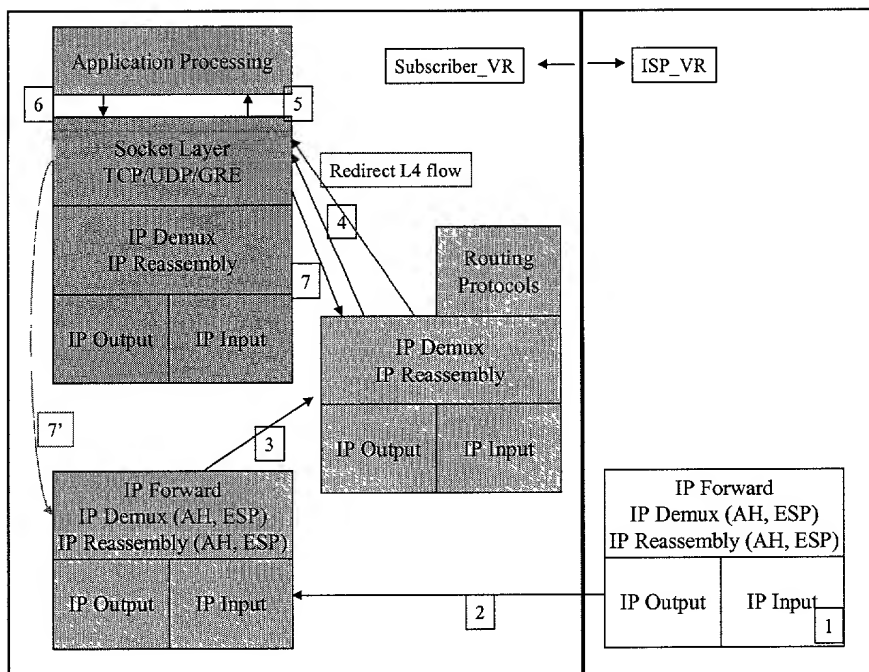 Application Processing
Subscriber_VR
ISP_VR
6
5
Socket Layer
TCP/UDP/GRE
Redirect L4 flow
4
IP Demux
IP Reassembly
7
Routing
Protocols
IP Output
IP Input
IP Demux
IP Reassembly
7’
3
IP Output
IP Input
IP Forward
IP Demux (AH, ESP)
IP Reassembly (AH, ESP)
IP Output
IP Input
2
IP Forward
IP Demux (AH, ESP)
IP Reassembly (AH, ESP)
IP Output
IP Input
1